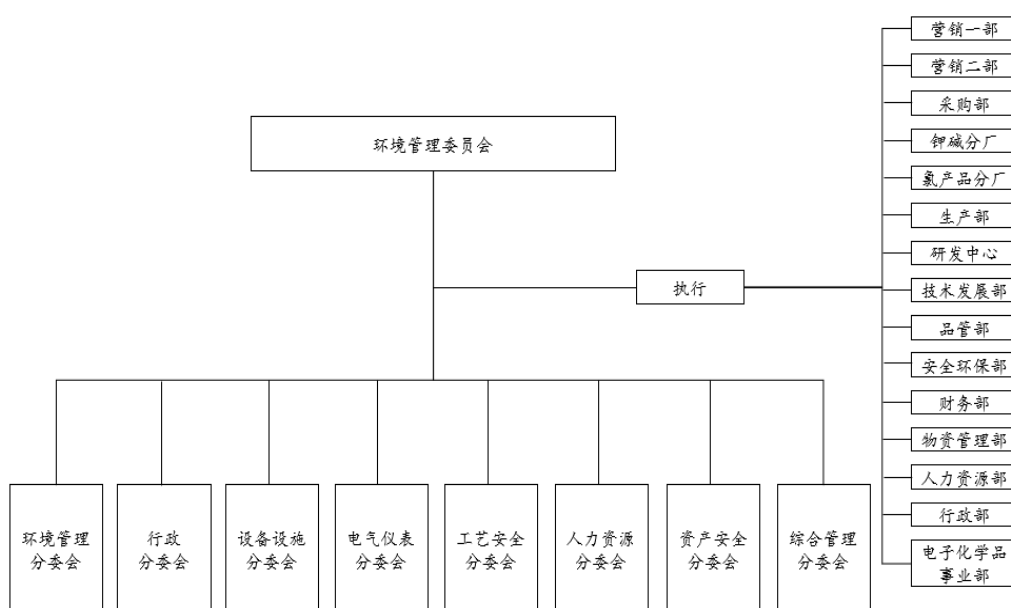 营销一部
营销二部
采购部
钾碱分厂
氯产品分厂
生产部
研发中心
技术发展部
品管部
安全环保部
财务部
物资管理部
人力资源部
行政部
电子化学品
事业部
环境管理委员会
执行
环境管理
分委会
行政
分委会
设备设施
分委会
电气仪表
分委会
工艺安全
分委会
人力资源
分委会
资产安全
分委会
综合管理
分委会